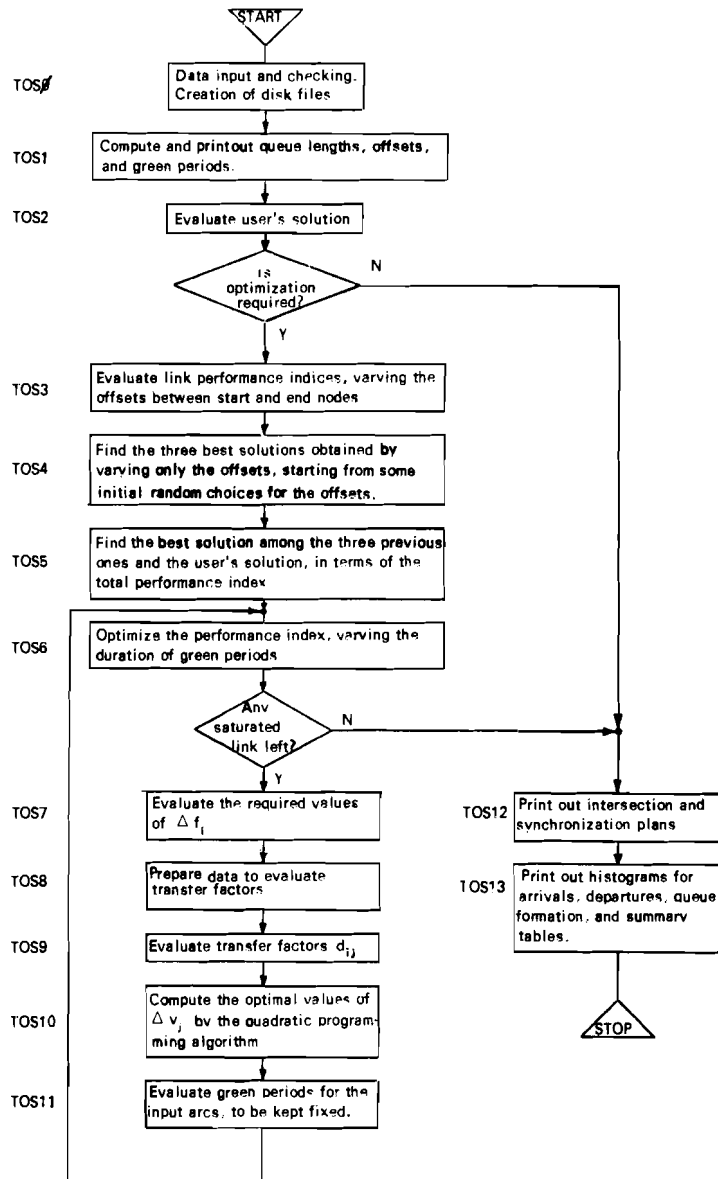 START
TOSØ
Data input and checking.
Creation of disk files
TOS1
Compute and printout queue lengths, offsets,
and green periods.
TOS2
Evaluate user's solution
Is
optimization
required?
N
Y
TOS3
Evaluate link performance indices, varying the
offsets between start and end nodes
TOS4
Find the three best solutions obtained by
varying only the offsets, starting from some
initial random choices for the offsets.
TOS5
Find the best solution among the three previous
ones and the user's solution, in terms of the
total performance index
TOS6
Optimize the performance index, varying the
duration of green periods
Any
saturated
link left?
N
Y
TOS7
Evaluate the required values
of Δ f_i
TOS8
Prepare data to evaluate
transfer factors
TOS9
Evaluate transfer factors d_ij
TOS10
Compute the optimal values of
Δ v_j by the quadratic program-
ming algorithm
TOS11
Evaluate green periods for the
input arcs, to be kept fixed.
TOS12
Print out intersection and
synchronization plans
TOS13
Print out histograms for
arrivals, departures, queue
formation, and summary
tables.
STOP